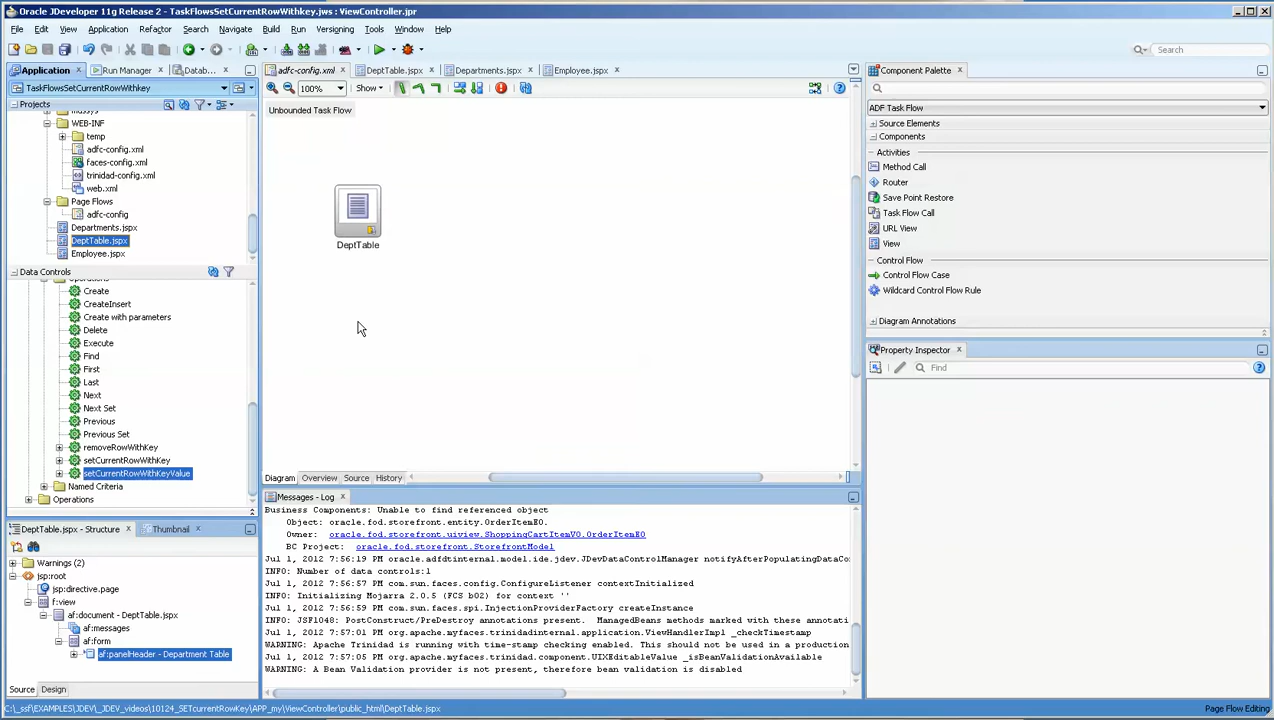 Oracle JDeveloper 11g Release 2 - TaskFlowsSetCurrentRowWithkey.jws : ViewController.jpr
File Edit View Application Refactor Search Navigate Build Run Versioning Tools Window Help
Search
Application Run Manager Datab...
TaskFlowsSetCurrentRowWithkey
Projects
WEB-INF
temp
adfc-config.xml
faces-config.xml
trinidad-config.xml
web.xml
Page Flows
adfc-config
Departments.jspx
DeptTable.jspx
Employee.jspx
Data Controls
Create
CreateInsert
Create with parameters
Delete
Execute
Find
First
Last
Next
Next Set
Previous
Previous Set
removeRowWithKey
setCurrentRowWithKey
setCurrentRowWithKeyValue
Named Criteria
Operations
DeptTable.jspx - Structure Thumbnail
Warnings (2)
jsp:root
jsp:directive.page
f:view
af:document - DeptTable.jspx
af:messages
af:form
af:panelHeader - Department Table
Source Design
adfc-config.xml DeptTable.jspx Departments.jspx Employee.jspx
100% Show
Unbounded Task Flow
DeptTable
Diagram Overview Source History
Messages - Log
Business Components: Unable to find referenced object
Object: oracle.fod.storefront.entity.OrderItemEO.
Owner: oracle.fod.storefront.uiview.ShoppingCartItemVO.OrderItemEO
BC Project: oracle.fod.storefront.StorefrontModel
Jul 1, 2012 7:56:19 PM oracle.adfdtinternal.model.ide.jdev.JDevDataControlManager notifyAfterPopulatingDataCo
INFO: Number of data controls:1
Jul 1, 2012 7:56:57 PM com.sun.faces.config.ConfigureListener contextInitialized
INFO: Initializing Mojarra 2.0.5 (FCS b02) for context ''
Jul 1, 2012 7:56:59 PM com.sun.faces.spi.InjectionProviderFactory createInstance
INFO: JSF1048: PostConstruct/PreDestroy annotations present. ManagedBeans methods marked with these annotati
Jul 1, 2012 7:57:01 PM org.apache.myfaces.trinidadinternal.application.ViewHandlerImpl _checkTimestamp
WARNING: Apache Trinidad is running with time-stamp checking enabled. This should not be used in a production
Jul 1, 2012 7:57:05 PM org.apache.myfaces.trinidad.component.UIXEditableValue _isBeanValidationAvailable
WARNING: A Bean Validation provider is not present, therefore bean validation is disabled
Component Palette
ADF Task Flow
Source Elements
Components
Activities
Method Call
Router
Save Point Restore
Task Flow Call
URL View
View
Control Flow
Control Flow Case
Wildcard Control Flow Rule
Diagram Annotations
Property Inspector
Find
C:\_ssf\EXAMPLES\JDEV\_JDEV_videos\10124_SETcurrentRowKey\APP_my\ViewController\public_html\DeptTable.jspx
Page Flow Editing